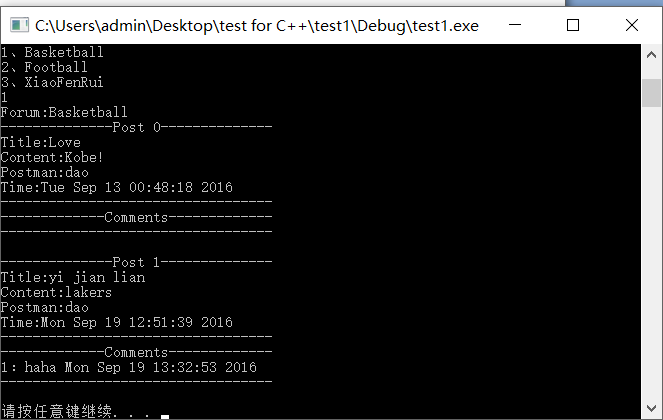 C:\Users\admin\Desktop\test for C++\test1\Debug\test1.exe
1、Basketball
2、Football
3、XiaoFenRui
1
Forum:Basketball
--------------Post 0--------------
Title:Love
Content:Kobe!
Postman:dao
Time:Tue Sep 13 00:48:18 2016
----------------------------------
-------------Comments-------------
----------------------------------
--------------Post 1--------------
Title:yi jian lian
Content:lakers
Postman:dao
Time:Mon Sep 19 12:51:39 2016
----------------------------------
-------------Comments-------------
1：haha Mon Sep 19 13:32:53 2016
----------------------------------
请按任意键继续. . .